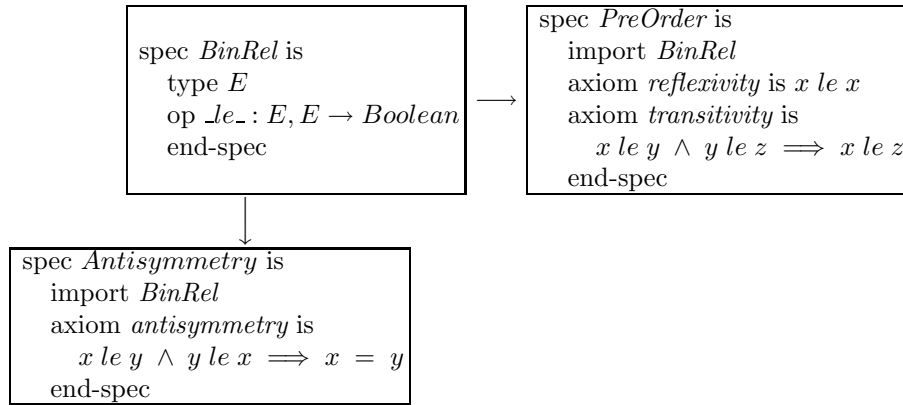 spec BinRel is
type E
op _le_ : E, E → Boolean
end-spec
spec PreOrder is
import BinRel
axiom reflexivity is x le x
axiom transitivity is
x le y ∧ y le z ⟹ x le z
end-spec
spec Antisymmetry is
import BinRel
axiom antisymmetry is
x le y ∧ y le x ⟹ x = y
end-spec